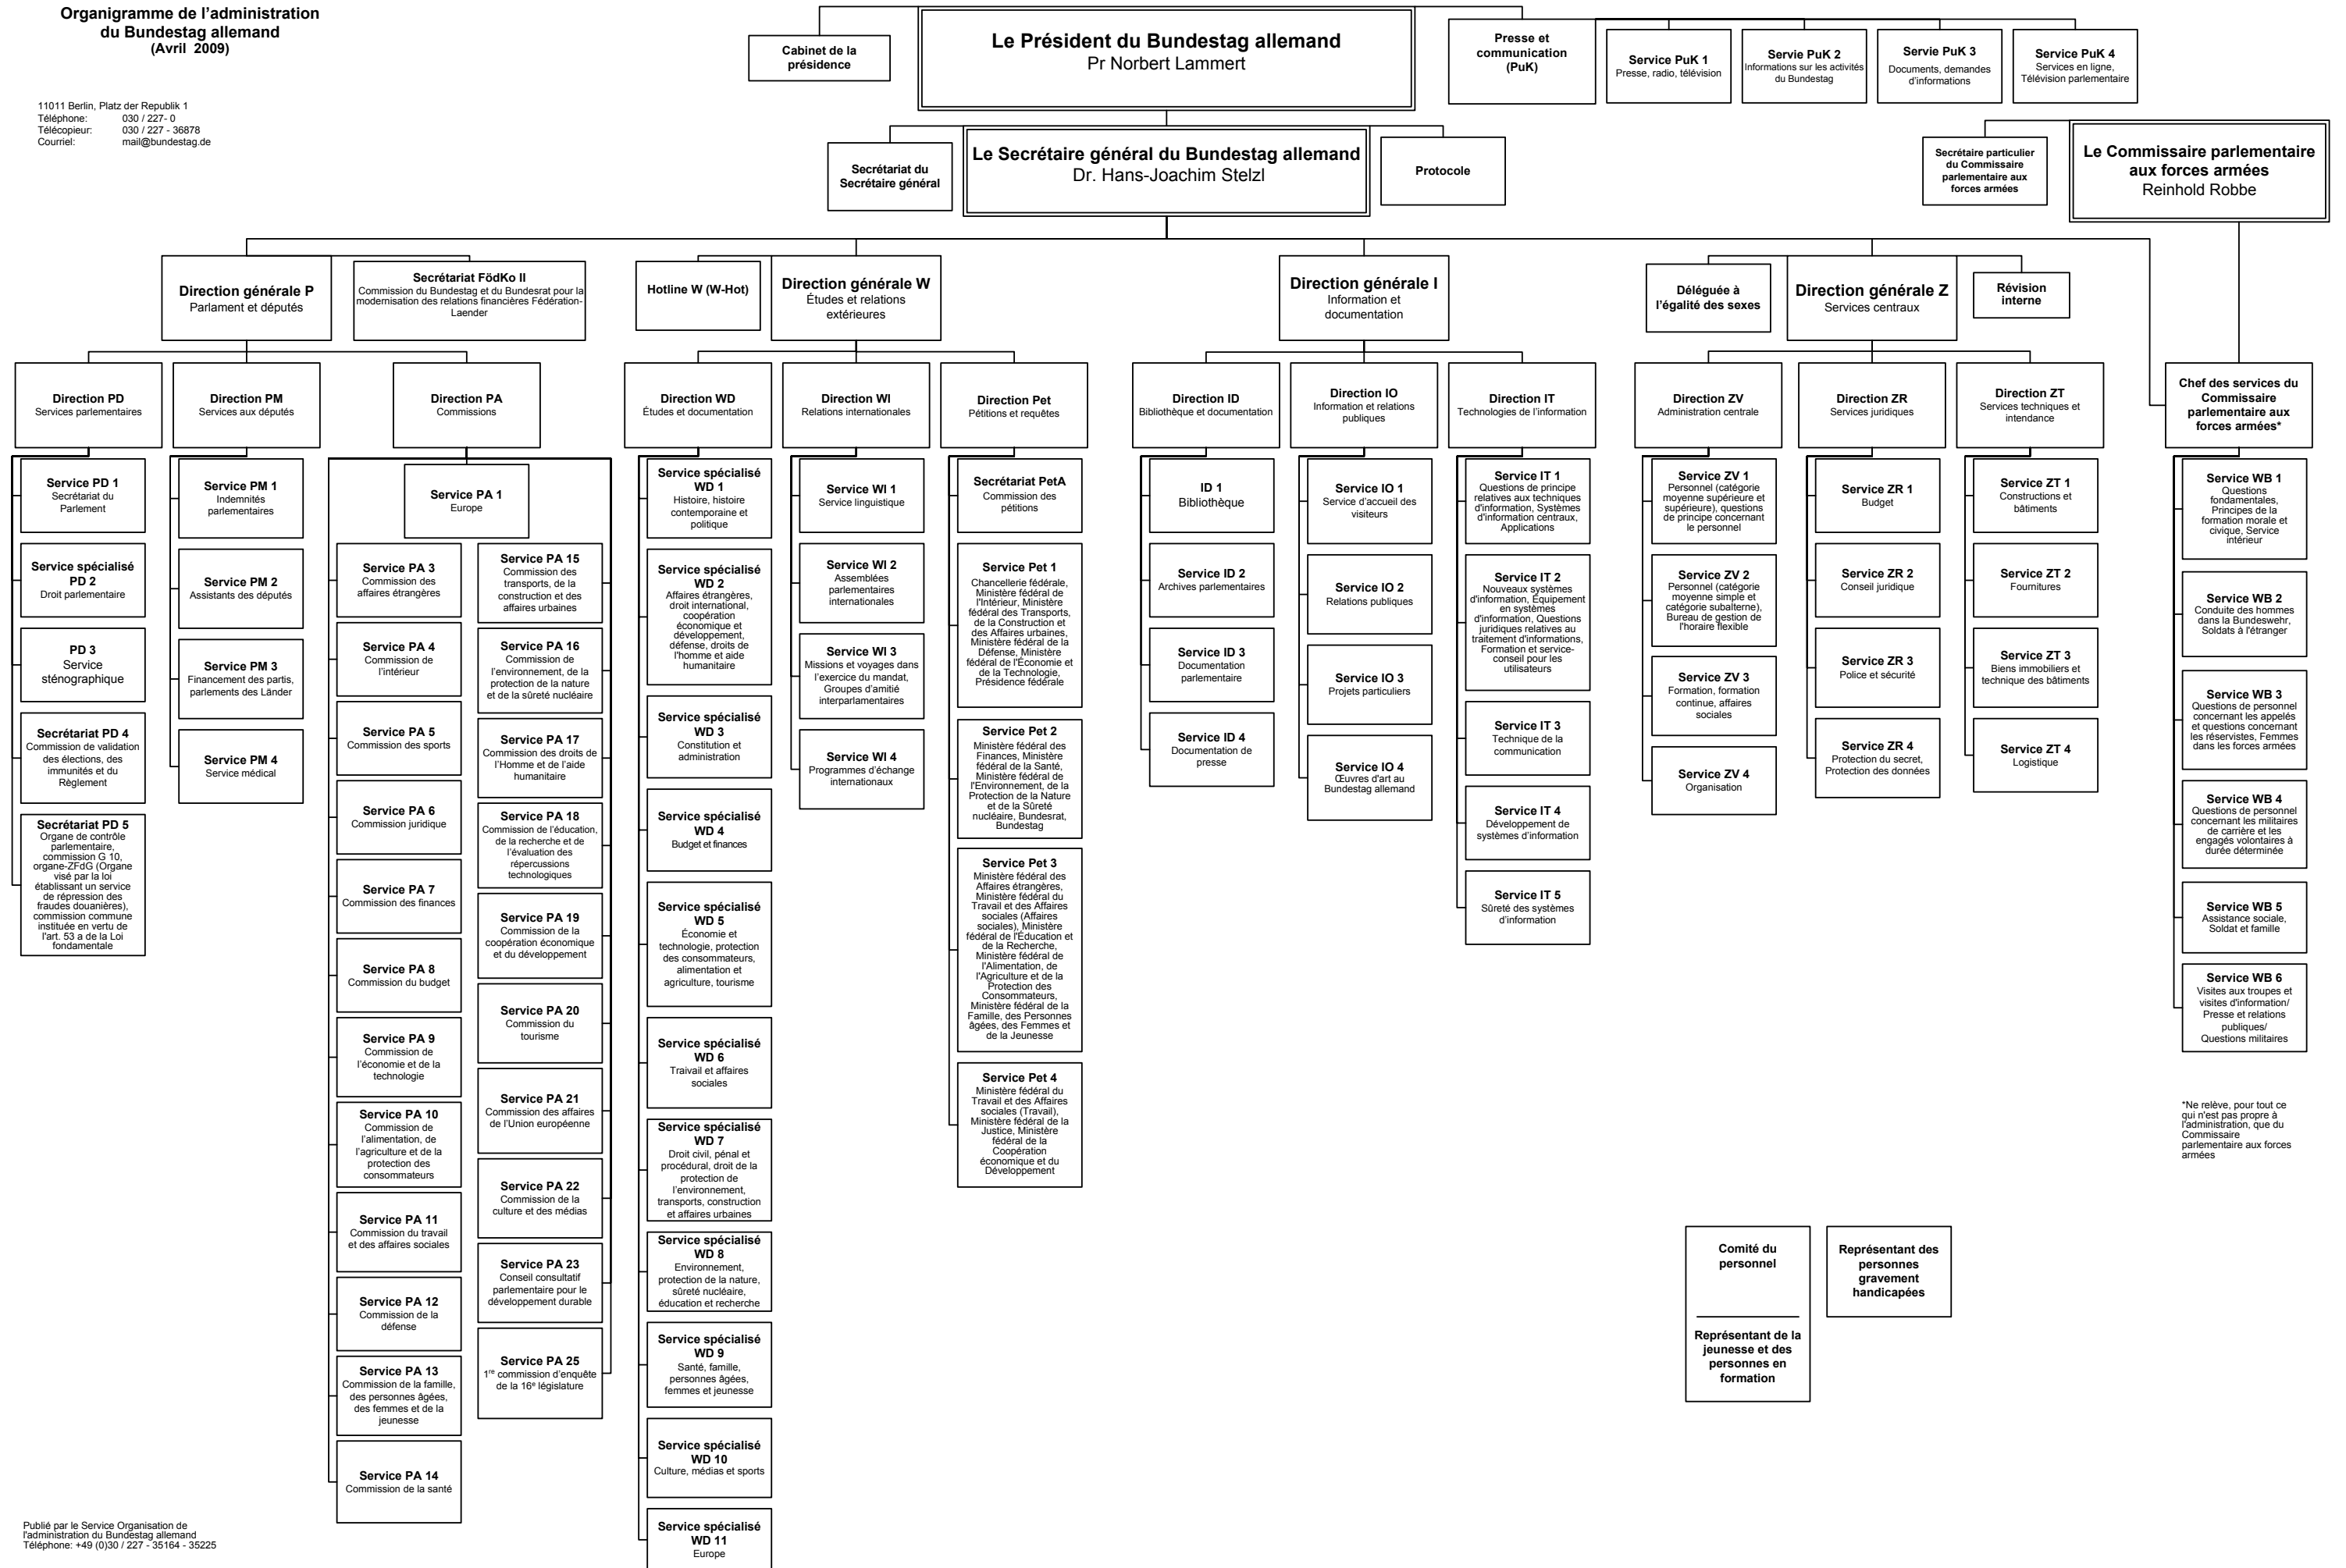 Organigramme de l'administration
du Bundestag allemand
(Avril 2009)
11011 Berlin, Platz der Republik 1
Téléphone: 030 / 227- 0
Télécopieur: 030 / 227 - 36878
Courriel: mail@bundestag.de
Cabinet de la
présidence
Le Président du Bundestag allemand
Pr Norbert Lammert
Presse et
communication
(PuK)
Service PuK 1
Presse, radio, télévision
Servie PuK 2
Informations sur les activités
du Bundestag
Servie PuK 3
Documents, demandes
d'informations
Service PuK 4
Services en ligne,
Télévision parlementaire
Secrétariat du
Secrétaire général
Le Secrétaire général du Bundestag allemand
Dr. Hans-Joachim Stelzl
Protocole
Secrétaire particulier
du Commissaire
parlementaire aux
forces armées
Le Commissaire parlementaire
aux forces armées
Reinhold Robbe
Direction générale P
Parlament et députés
Secrétariat FödKo II
Commission du Bundestag et du Bundesrat pour la
modernisation des relations financières Fédération-
Laender
Hotline W (W-Hot)
Direction générale W
Études et relations
extérieures
Direction générale I
Information et
documentation
Déléguée à
l'égalité des sexes
Direction générale Z
Services centraux
Révision
interne
Direction PD
Services parlementaires
Direction PM
Services aux députés
Direction PA
Commissions
Direction WD
Études et documentation
Direction WI
Relations internationales
Direction Pet
Pétitions et requêtes
Direction ID
Bibliothèque et documentation
Direction IO
Information et relations
publiques
Direction IT
Technologies de l'information
Direction ZV
Administration centrale
Direction ZR
Services juridiques
Direction ZT
Services techniques et
intendance
Chef des services du
Commissaire
parlementaire aux
forces armées*
Service PD 1
Secrétariat du
Parlement
Service spécialisé
PD 2
Droit parlementaire
PD 3
Service
sténographique
Secrétariat PD 4
Commission de validation
des élections, des
immunités et du
Règlement
Secrétariat PD 5
Organe de contrôle
parlementaire,
commission G 10,
organe-ZFdG (Organe
visé par la loi
établissant un service
de répression des
fraudes douanières),
commission commune
instituée en vertu de
l'art. 53 a de la Loi
fondamentale
Service PM 1
Indemnités
parlementaires
Service PM 2
Assistants des députés
Service PM 3
Financement des partis,
parlements des Länder
Service PM 4
Service médical
Service PA 1
Europe
Service PA 3
Commission des
affaires étrangères
Service PA 4
Commission de
l'intérieur
Service PA 5
Commission des sports
Service PA 6
Commission juridique
Service PA 7
Commission des finances
Service PA 8
Commission du budget
Service PA 9
Commission de
l'économie et de la
technologie
Service PA 10
Commission de
l'alimentation, de
l'agriculture et de la
protection des
consommateurs
Service PA 11
Commission du travail
et des affaires sociales
Service PA 12
Commission de la
défense
Service PA 13
Commission de la famille,
des personnes âgées,
des femmes et de la
jeunesse
Service PA 14
Commission de la santé
Service PA 15
Commission des
transports, de la
construction et des
affaires urbaines
Service PA 16
Commission de
l'environnement, de la
protection de la nature
et de la sûreté nucléaire
Service PA 17
Commission des droits de
l'Homme et de l'aide
humanitaire
Service PA 18
Commission de l'éducation,
de la recherche et de
l'évaluation des
répercussions
technologiques
Service PA 19
Commission de la
coopération économique
et du développement
Service PA 20
Commission du
tourisme
Service PA 21
Commission des affaires
de l'Union européenne
Service PA 22
Commission de la
culture et des médias
Service PA 23
Conseil consultatif
parlementaire pour le
développement durable
Service PA 25
1re commission d'enquête
de la 16e législature
Service spécialisé
WD 1
Histoire, histoire
contemporaine et
politique
Service spécialisé
WD 2
Affaires étrangères,
droit international,
coopération
économique et
développement,
défense, droits de
l'homme et aide
humanitaire
Service spécialisé
WD 3
Constitution et
administration
Service spécialisé
WD 4
Budget et finances
Service spécialisé
WD 5
Économie et
technologie, protection
des consommateurs,
alimentation et
agriculture, tourisme
Service spécialisé
WD 6
Traivail et affaires
sociales
Service spécialisé
WD 7
Droit civil, pénal et
procédural, droit de la
protection de
l'environnement,
transports, construction
et affaires urbaines
Service spécialisé
WD 8
Environnement,
protection de la nature,
sûreté nucléaire,
éducation et recherche
Service spécialisé
WD 9
Santé, famille,
personnes âgées,
femmes et jeunesse
Service spécialisé
WD 10
Culture, médias et sports
Service spécialisé
WD 11
Europe
Service WI 1
Service linguistique
Service WI 2
Assemblées
parlementaires
internationales
Service WI 3
Missions et voyages dans
l'exercice du mandat,
Groupes d'amitié
interparlamentaires
Service WI 4
Programmes d'échange
internationaux
Secrétariat PetA
Commission des
pétitions
Service Pet 1
Chancellerie fédérale,
Ministère fédéral de
l'Intérieur, Ministère
fédéral des Transports,
de la Construction et
des Affaires urbaines,
Ministère fédéral de la
Défense, Ministère
fédéral de l'Économie et
de la Technologie,
Présidence fédérale
Service Pet 2
Ministère fédéral des
Finances, Ministère
fédéral de la Santé,
Ministère fédéral de
l'Environnement, de la
Protection de la Nature
et de la Sûreté
nucléaire, Bundesrat,
Bundestag
Service Pet 3
Ministère fédéral des
Affaires étrangères,
Ministère fédéral du
Travail et des Affaires
sociales (Affaires
sociales), Ministère
fédéral de l'Éducation et
de la Recherche,
Ministère fédéral de
l'Alimentation, de
l'Agriculture et de la
Protection des
Consommateurs,
Ministère fédéral de la
Famille, des Personnes
âgées, des Femmes et
de la Jeunesse
Service Pet 4
Ministère fédéral du
Travail et des Affaires
sociales (Travail),
Ministère fédéral de la
Justice, Ministère
fédéral de la
Coopération
économique et du
Développement
ID 1
Bibliothèque
Service ID 2
Archives parlementaires
Service ID 3
Documentation
parlementaire
Service ID 4
Documentation de
presse
Service IO 1
Service d'accueil des
visiteurs
Service IO 2
Relations publiques
Service IO 3
Projets particuliers
Service IO 4
Œuvres d'art au
Bundestag allemand
Service IT 1
Questions de principe
relatives aux techniques
d'information, Systèmes
d'information centraux,
Applications
Service IT 2
Nouveaux systèmes
d'information, Équipement
en systèmes
d'information, Questions
juridiques relatives au
traitement d'informations,
Formation et service-
conseil pour les
utilisateurs
Service IT 3
Technique de la
communication
Service IT 4
Développement de
systèmes d'information
Service IT 5
Sûreté des systèmes
d'information
Service ZV 1
Personnel (catégorie
moyenne supérieure et
supérieure), questions
de principe concernant
le personnel
Service ZV 2
Personnel (catégorie
moyenne simple et
catégorie subalterne),
Bureau de gestion de
l'horaire flexible
Service ZV 3
Formation, formation
continue, affaires
sociales
Service ZV 4
Organisation
Service ZR 1
Budget
Service ZR 2
Conseil juridique
Service ZR 3
Police et sécurité
Service ZR 4
Protection du secret,
Protection des données
Service ZT 1
Constructions et
bâtiments
Service ZT 2
Fournitures
Service ZT 3
Biens immobiliers et
technique des bâtiments
Service ZT 4
Logistique
Service WB 1
Questions
fondamentales,
Principes de la
formation morale et
civique, Service
intérieur
Service WB 2
Conduite des hommes
dans la Bundeswehr,
Soldats à l'étranger
Service WB 3
Questions de personnel
concernant les appelés
et questions concernant
les réservistes, Femmes
dans les forces armées
Service WB 4
Questions de personnel
concernant les militaires
de carrière et les
engagés volontaires à
durée déterminée
Service WB 5
Assistance sociale,
Soldat et famille
Service WB 6
Visites aux troupes et
visites d'information/
Presse et relations
publiques/
Questions militaires
*Ne relève, pour tout ce
qui n'est pas propre à
l'administration, que du
Commissaire
parlementaire aux forces
armées
Comité du
personnel
Représentant de la
jeunesse et des
personnes en
formation
Représentant des
personnes
gravement
handicapées
Publié par le Service Organisation de
l'administration du Bundestag allemand
Téléphone: +49 (0)30 / 227 - 35164 - 35225